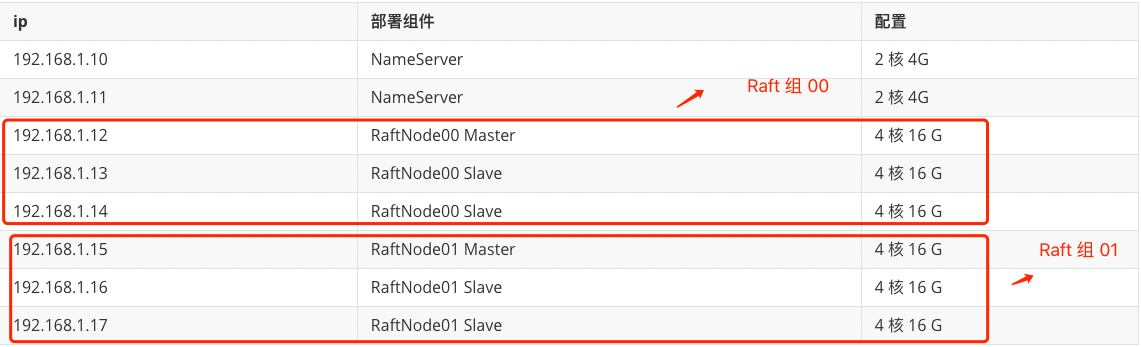 ip 部署组件 配置
192.168.1.10 NameServer 2 核 4G
Raft 组 00
192.168.1.11 NameServer 2 核 4G
192.168.1.12 RaftNode00 Master 4 核 16 G
192.168.1.13 RaftNode00 Slave 4 核 16 G
192.168.1.14 RaftNode00 Slave 4 核 16 G
192.168.1.15 RaftNode01 Master 4 核 16 G Raft 组 01
192.168.1.16 RaftNode01 Slave 4 核 16 G
192.168.1.17 RaftNode01 Slave 4 核 16 G